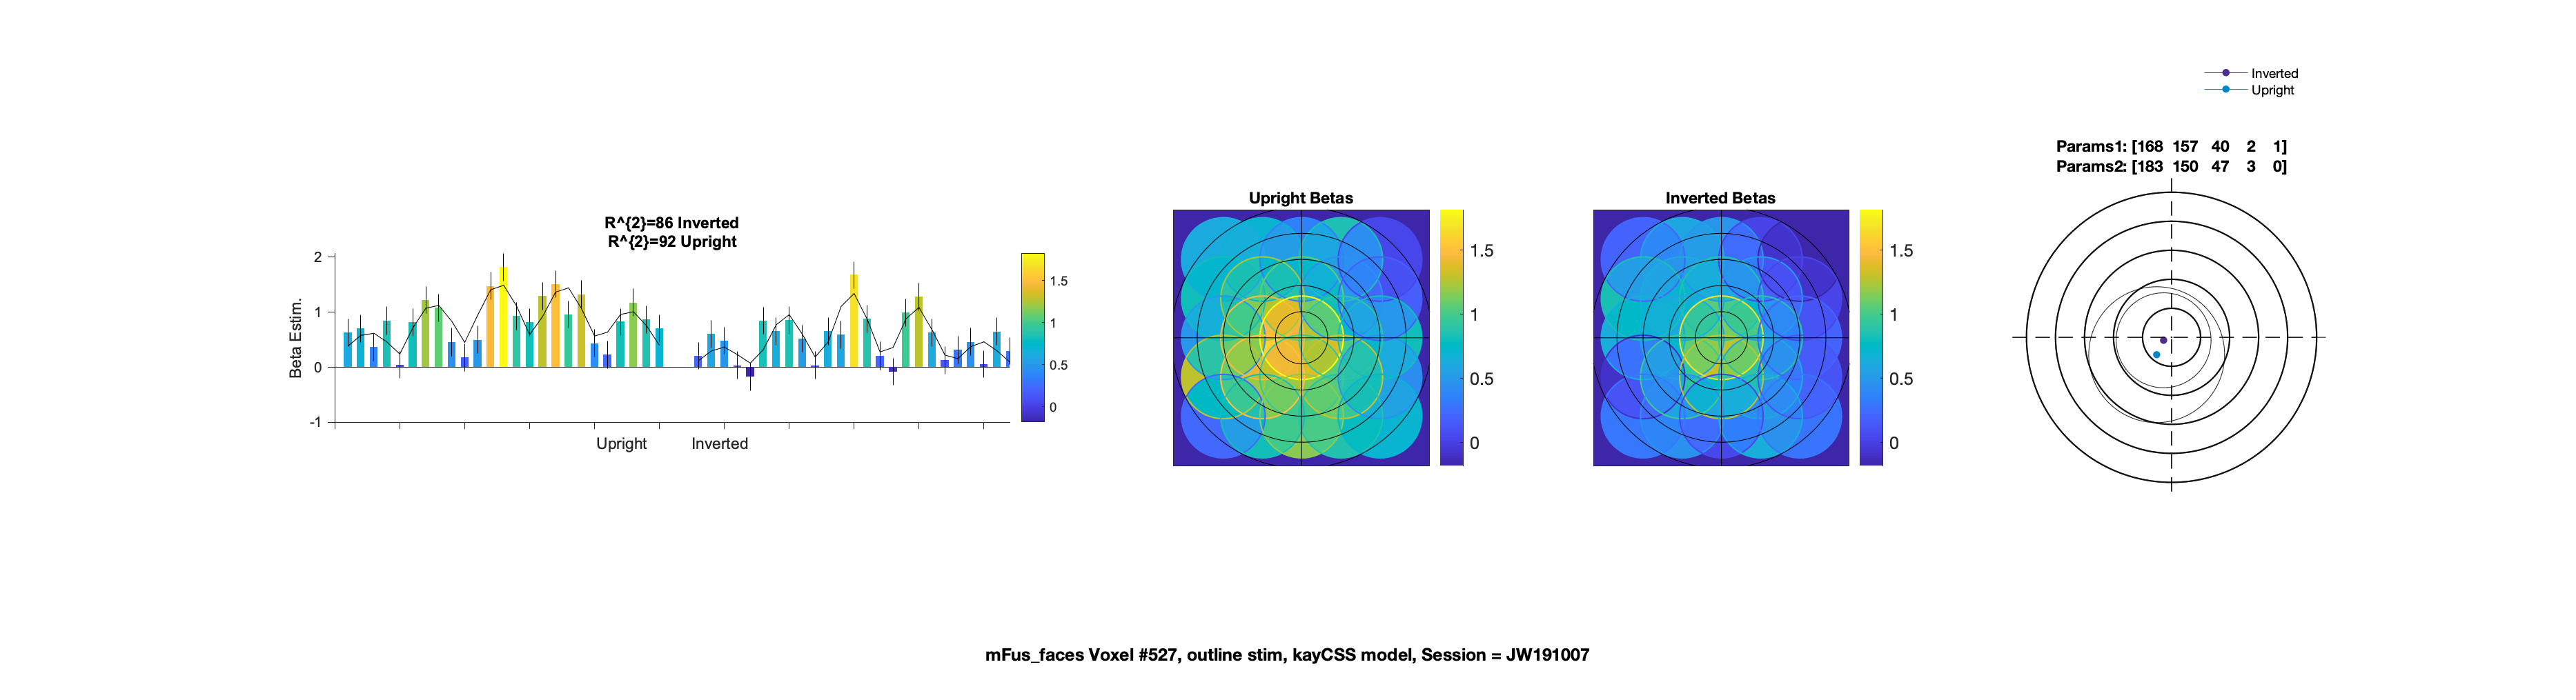 Inverted
Upright
Params1: [168 157 40 2 1]
Params2: [183 150 47 3 0]
Upright Betas
Inverted Betas
R^{2}=86 Inverted
R^{2}=92 Upright
2
1
0
-1
Beta Estim.
1.5
1
0.5
0
1.5
1
0.5
0
1.5
1
0.5
0
Upright Inverted
mFus_faces Voxel #527, outline stim, kayCSS model, Session = JW191007